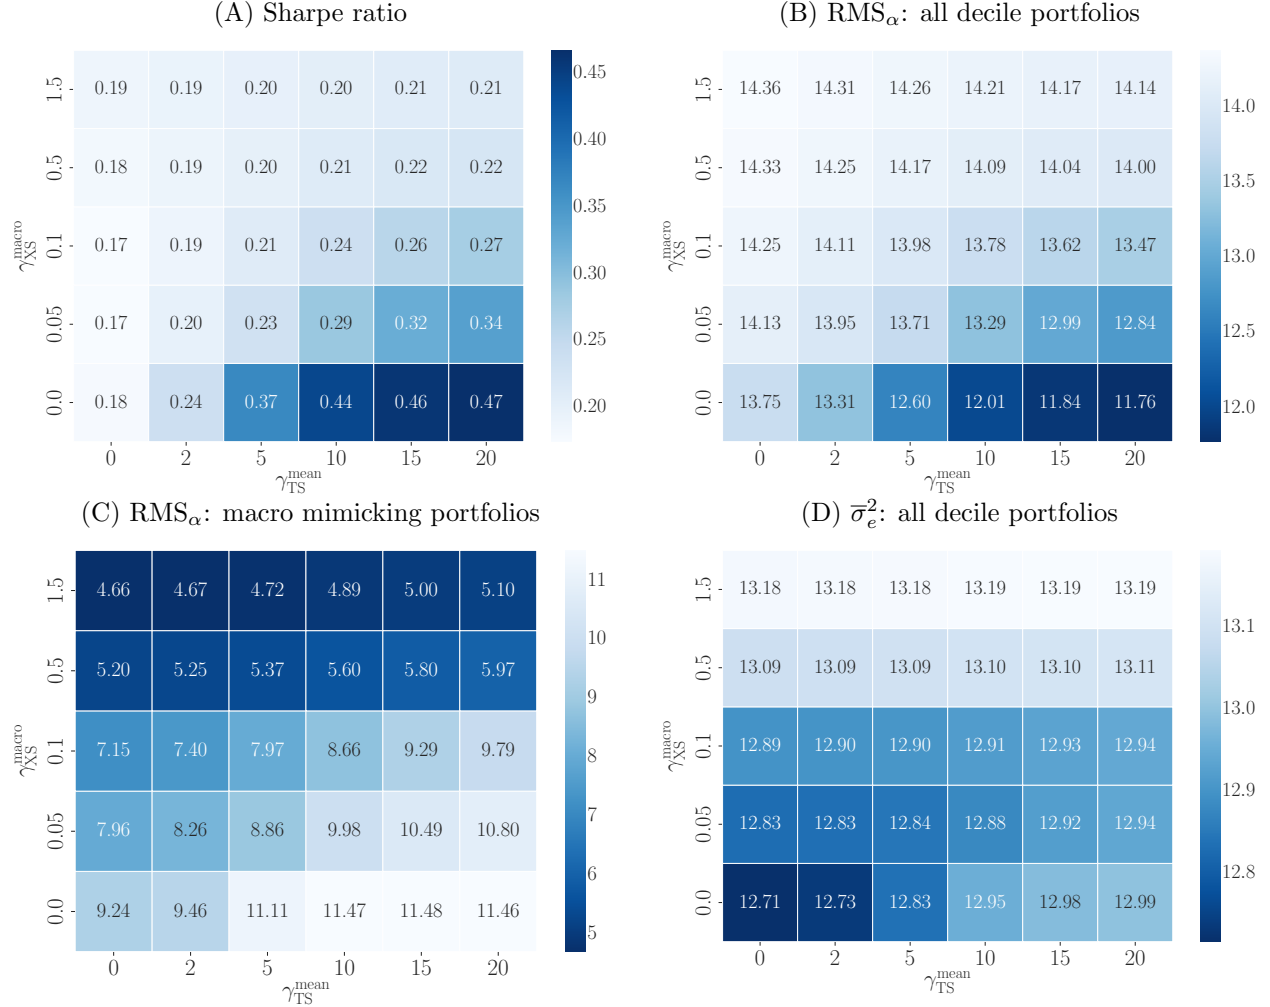 (A) Sharpe ratio
1.5 0.19 0.19 0.20 0.20 0.21 0.21
0.5 0.18 0.19 0.20 0.21 0.22 0.22
0.1 0.17 0.19 0.21 0.24 0.26 0.27
0.05 0.17 0.20 0.23 0.29 0.32 0.34
0.0 0.18 0.24 0.37 0.44 0.46 0.47
0 2 5 10 15 20
γ_TS^mean
γ_XS^macro
0.45
0.40
0.35
0.30
0.25
0.20
(B) RMS_α: all decile portfolios
1.5 14.36 14.31 14.26 14.21 14.17 14.14
0.5 14.33 14.25 14.17 14.09 14.04 14.00
0.1 14.25 14.11 13.98 13.78 13.62 13.47
0.05 14.13 13.95 13.71 13.29 12.99 12.84
0.0 13.75 13.31 12.60 12.01 11.84 11.76
0 2 5 10 15 20
γ_TS^mean
γ_XS^macro
14.0
13.5
13.0
12.5
12.0
(C) RMS_α: macro mimicking portfolios
1.5 4.66 4.67 4.72 4.89 5.00 5.10
0.5 5.20 5.25 5.37 5.60 5.80 5.97
0.1 7.15 7.40 7.97 8.66 9.29 9.79
0.05 7.96 8.26 8.86 9.98 10.49 10.80
0.0 9.24 9.46 11.11 11.47 11.48 11.46
0 2 5 10 15 20
γ_TS^mean
γ_XS^macro
11
10
9
8
7
6
5
(D) σ̅_e^2: all decile portfolios
1.5 13.18 13.18 13.18 13.19 13.19 13.19
0.5 13.09 13.09 13.09 13.10 13.10 13.11
0.1 12.89 12.90 12.90 12.91 12.93 12.94
0.05 12.83 12.83 12.84 12.88 12.92 12.94
0.0 12.71 12.73 12.83 12.95 12.98 12.99
0 2 5 10 15 20
γ_TS^mean
γ_XS^macro
13.1
13.0
12.9
12.8